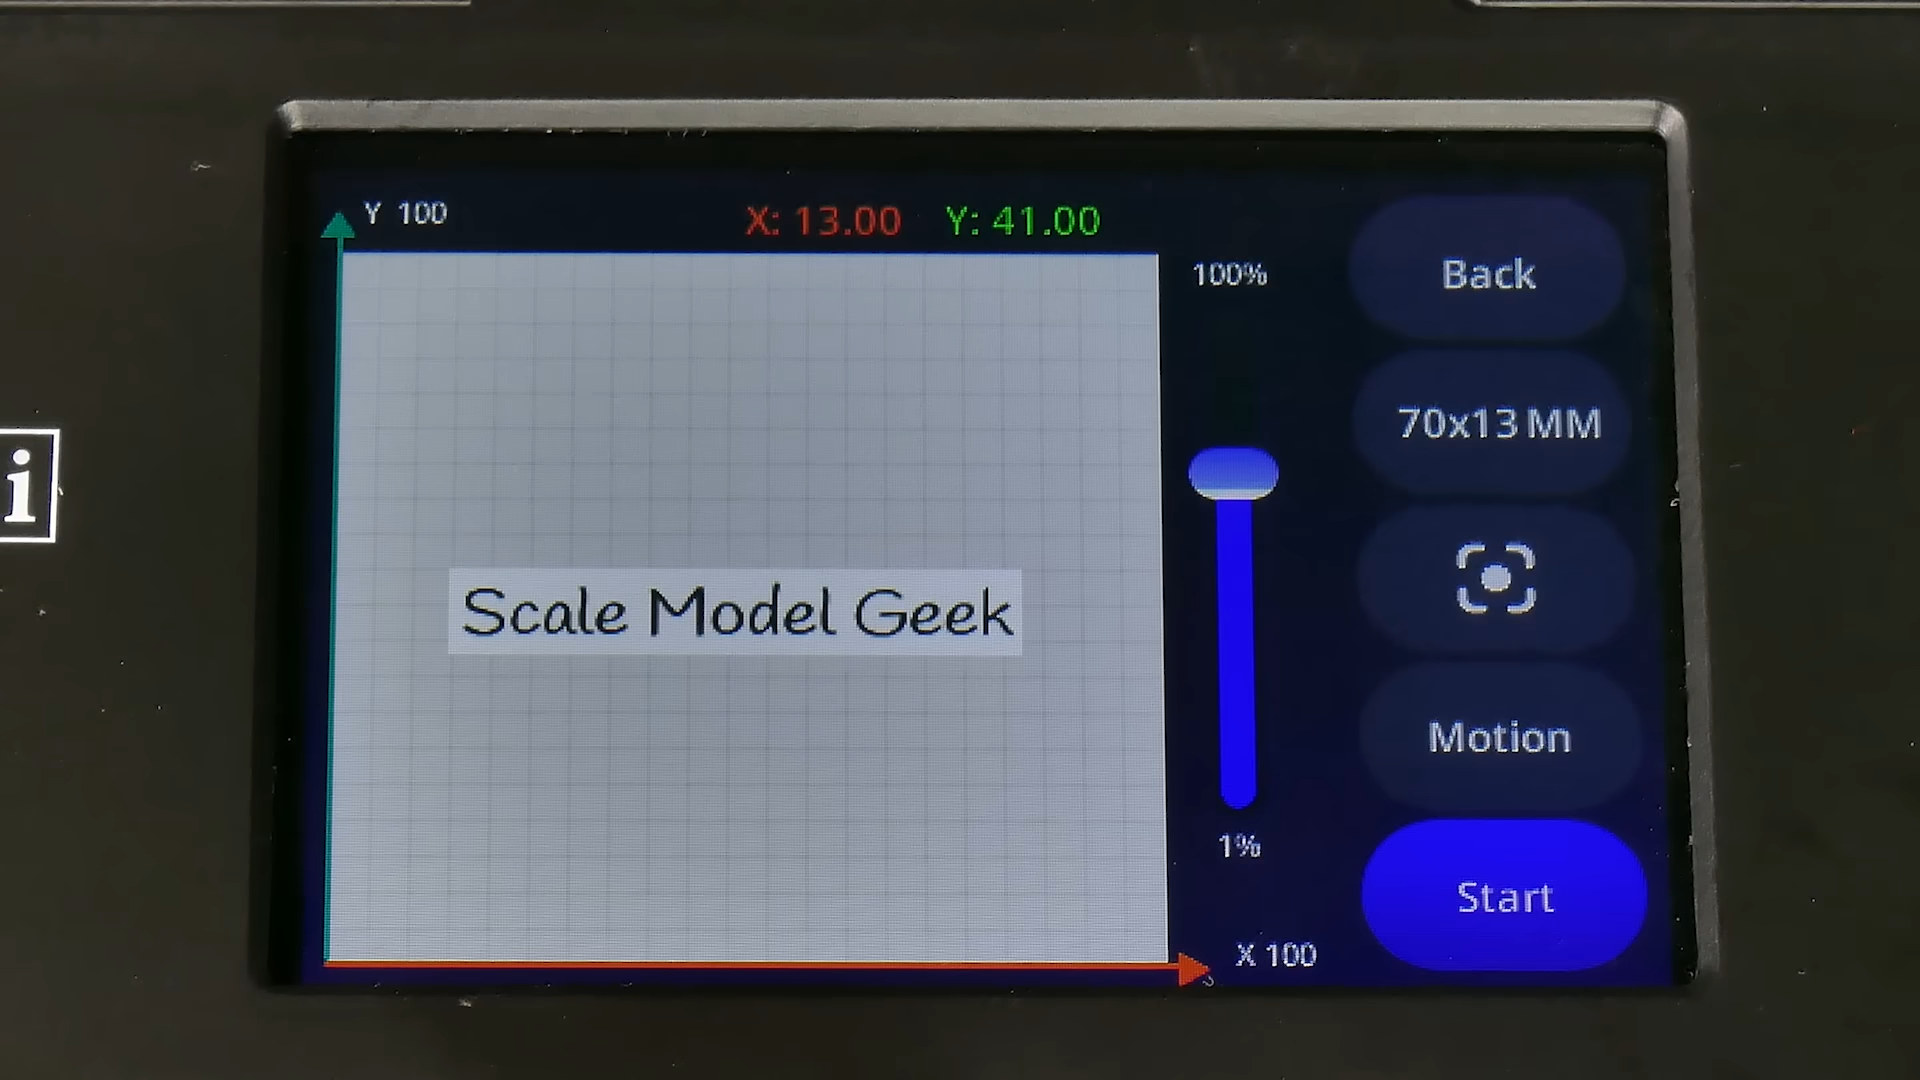 Y 100
X: 13.00 Y: 41.00
100%
Back
70x13 MM
i
Scale Model Geek
Motion
1%
Start
X 100